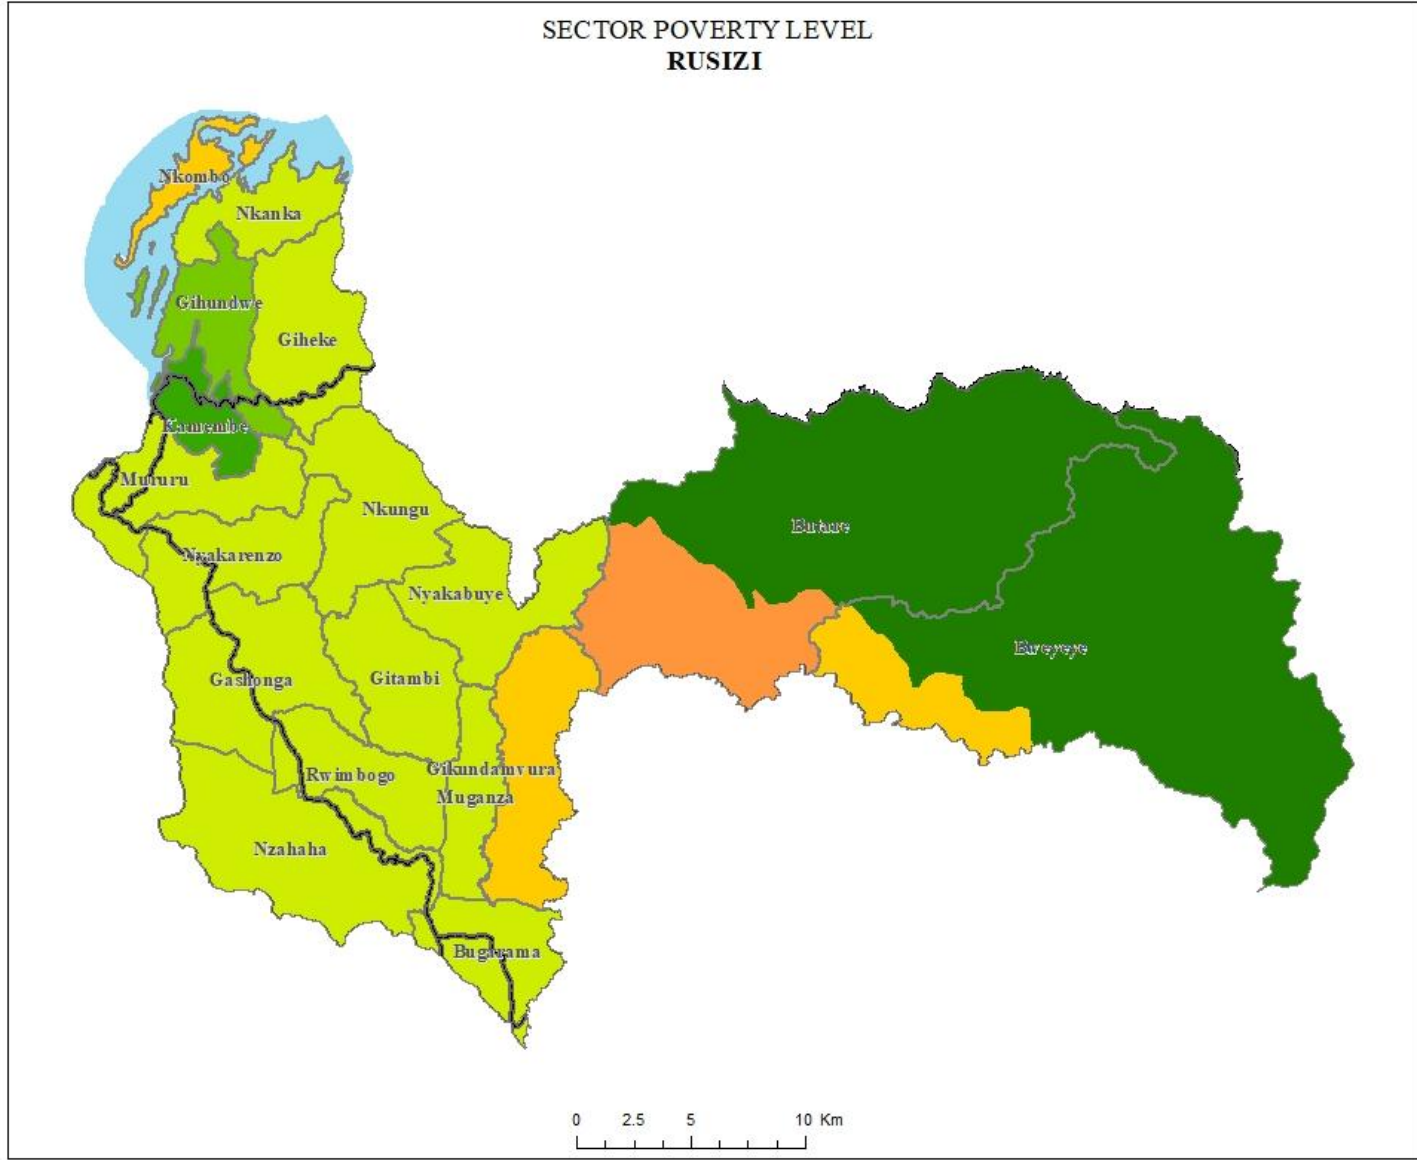 SECTOR POVERTY LEVEL
RUSIZI
Nkombo
Nkanka
Gihundwe
Giheke
Kamembe
Mururu
Nkungu
Butare
Nyakarenzo
Nyakabuye
Bweyeye
Gashonga
Gitambi
Gikundamvura
Rwimbogo
Muganza
Nzahaha
Bugarama
0 2.5 5 10 Km